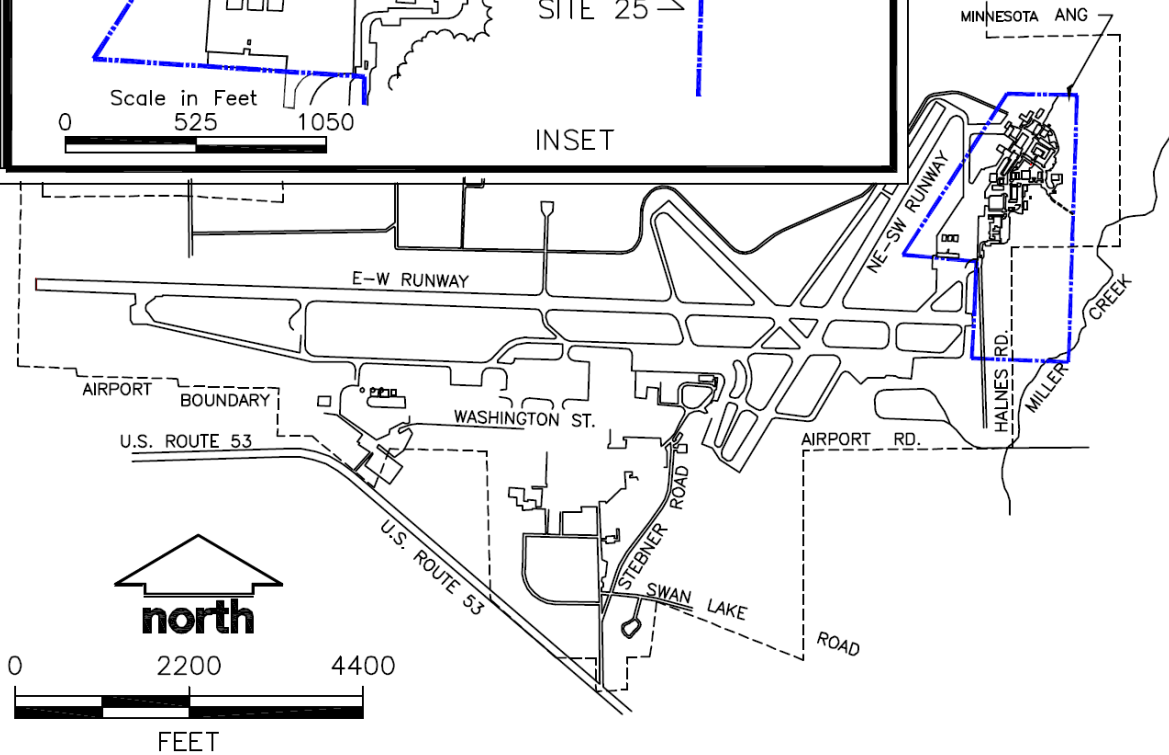 SITE 25
MINNESOTA ANG
Scale in Feet
0 525 1050
INSET
NE-SW RUNWAY
E-W RUNWAY
HALNES RD.
MILLER CREEK
AIRPORT BOUNDARY
WASHINGTON ST.
U.S. ROUTE 53
AIRPORT RD.
STEBNER ROAD
U.S. ROUTE 53
SWAN LAKE ROAD
north
0 2200 4400
FEET